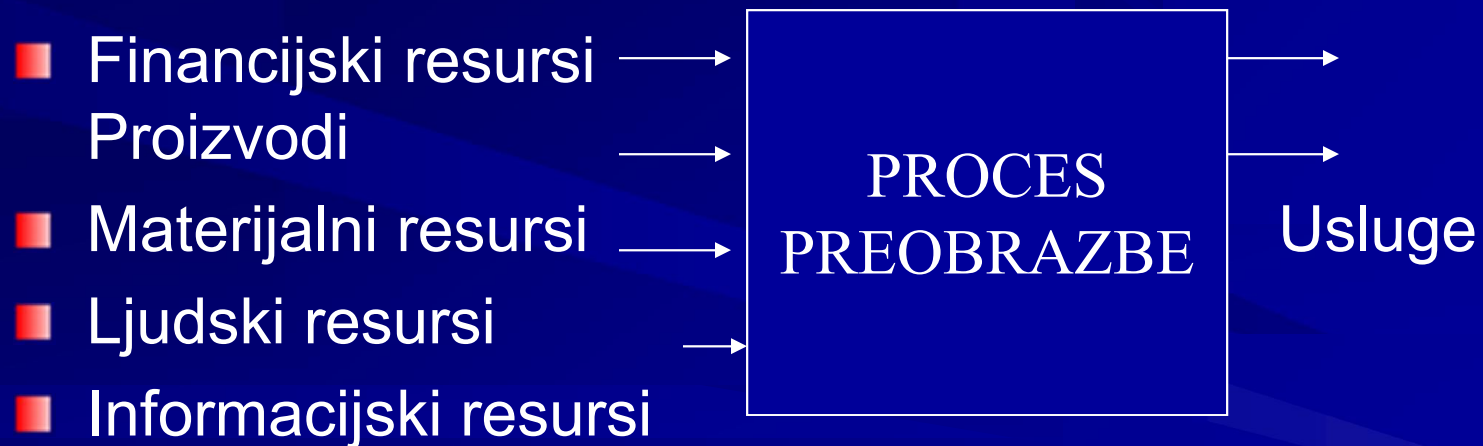 Financijski resursi
Proizvodi
Materijalni resursi
Ljudski resursi
Informacijski resursi
PROCES
PREOBRAZBE
Usluge